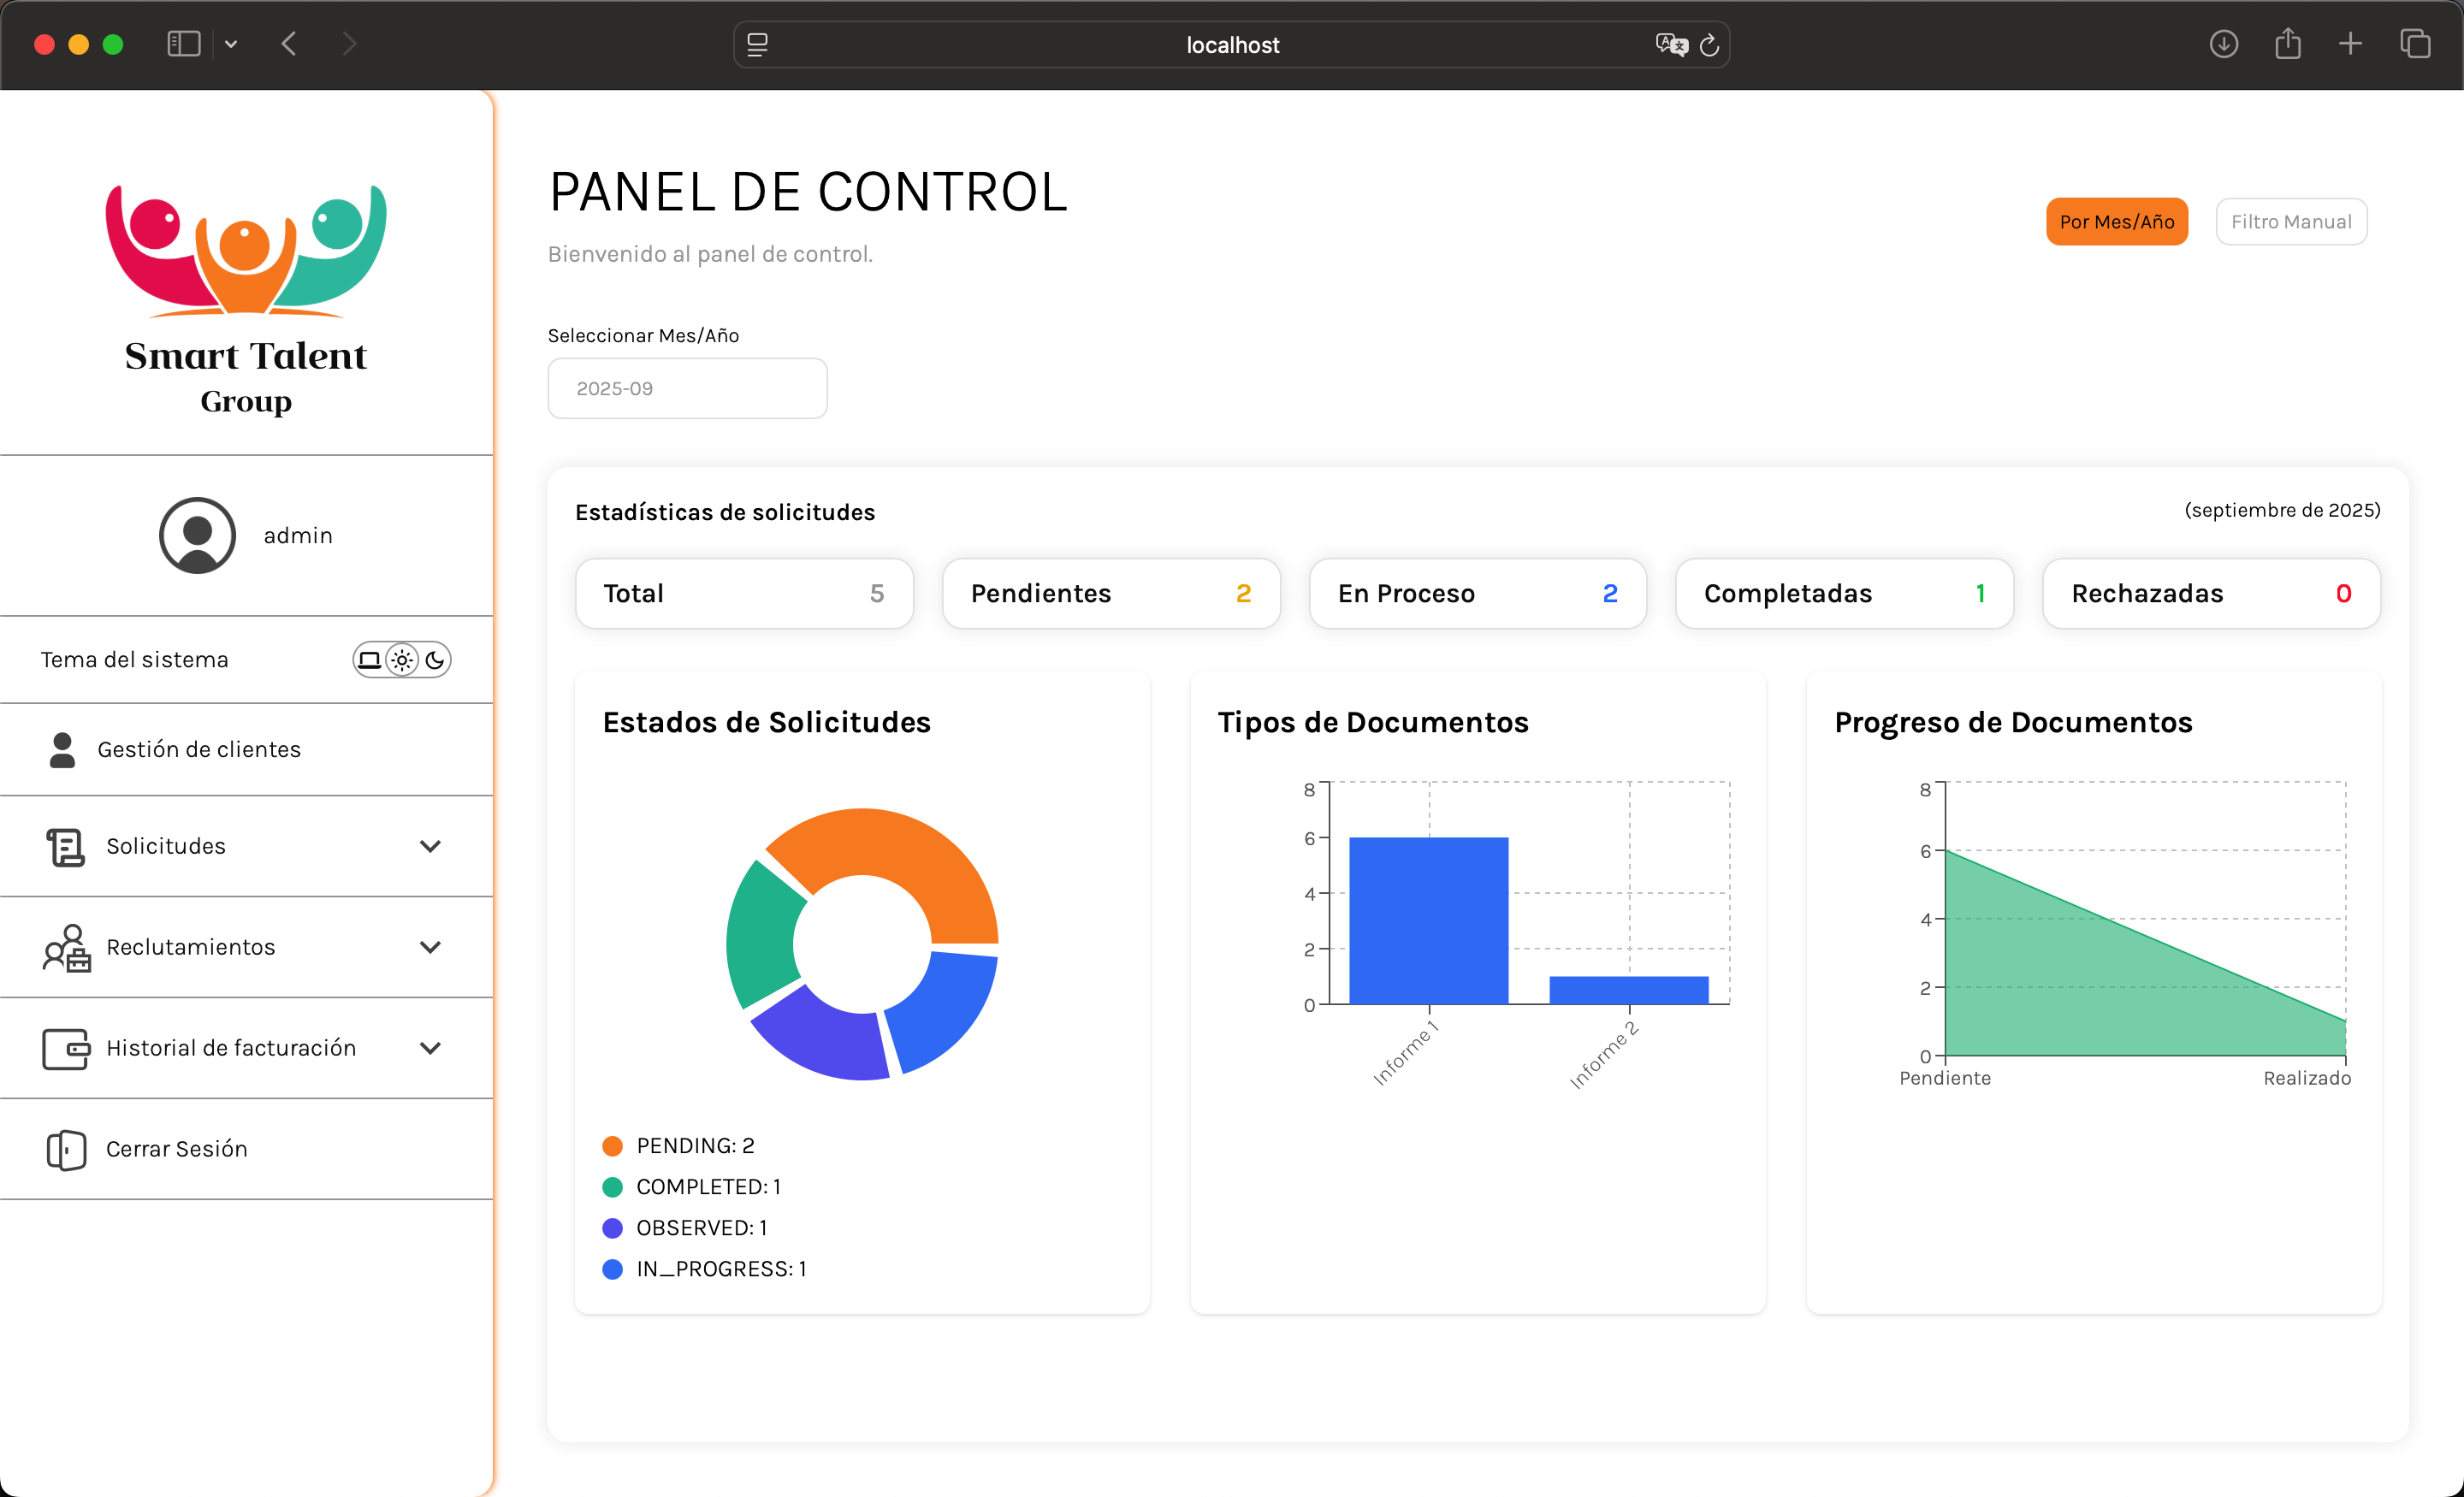 localhost
Smart Talent
Group
admin
Tema del sistema
Gestión de clientes
Solicitudes
Reclutamientos
Historial de facturación
Cerrar Sesión
PANEL DE CONTROL
Bienvenido al panel de control.
Por Mes/Año
Filtro Manual
Seleccionar Mes/Año
2025-09
Estadísticas de solicitudes
(septiembre de 2025)
Total 5
Pendientes 2
En Proceso 2
Completadas 1
Rechazadas 0
Estados de Solicitudes
PENDING: 2
COMPLETED: 1
OBSERVED: 1
IN_PROGRESS: 1
Tipos de Documentos
8
6
4
2
0
Informe 1
Informe 2
Progreso de Documentos
8
6
4
2
0
Pendiente
Realizado